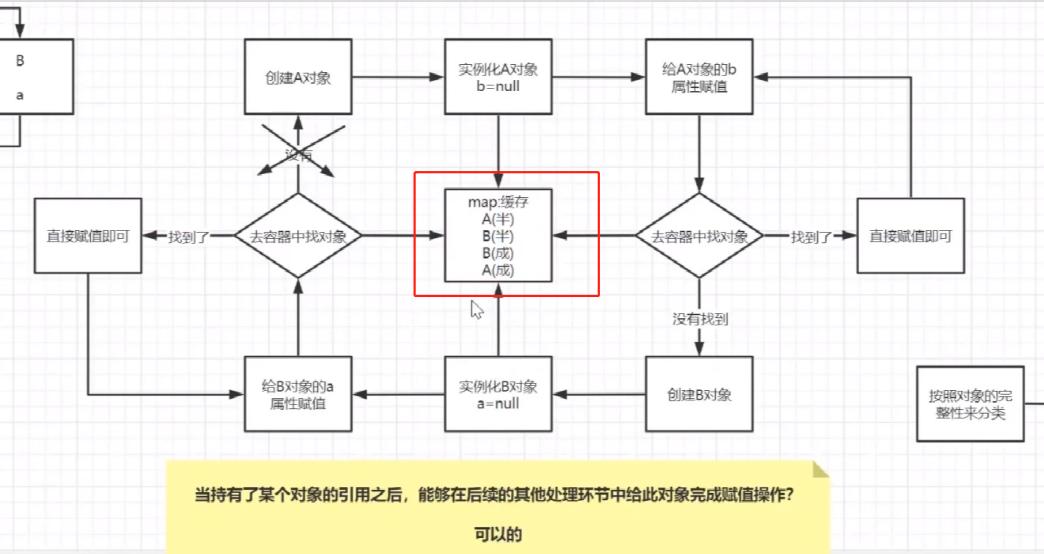 B
a
创建A对象
实例化A对象
b=null
给A对象的b
属性赋值
没有
map:缓存
A(半)
B(半)
B(成)
A(成)
直接赋值即可
找到了
去容器中找对象
去容器中找对象
找到了
直接赋值即可
没有找到
给B对象的a
属性赋值
实例化B对象
a=null
创建B对象
按照对象的完
整性来分类
当持有了某个对象的引用之后，能够在后续的其他处理环节中给此对象完成赋值操作?
可以的